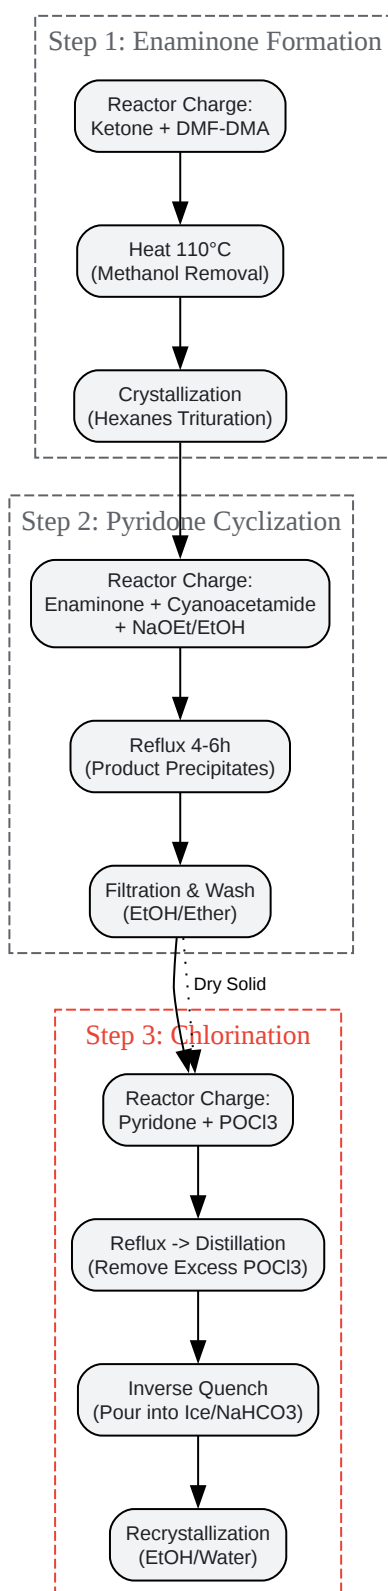 Step 1: Enaminone Formation
Reactor Charge:
Ketone + DMF-DMA
Heat 110°C
(Methanol Removal)
Crystallization
(Hexanes Trituration)
Step 2: Pyridone Cyclization
Reactor Charge:
Enaminone + Cyanoacetamide
+ NaOEt/EtOH
Reflux 4-6h
(Product Precipitates)
Filtration & Wash
(EtOH/Ether)
Dry Solid
Step 3: Chlorination
Reactor Charge:
Pyridone + POCl3
Reflux -> Distillation
(Remove Excess POCl3)
Inverse Quench
(Pour into Ice/NaHCO3)
Recrystallization
(EtOH/Water)